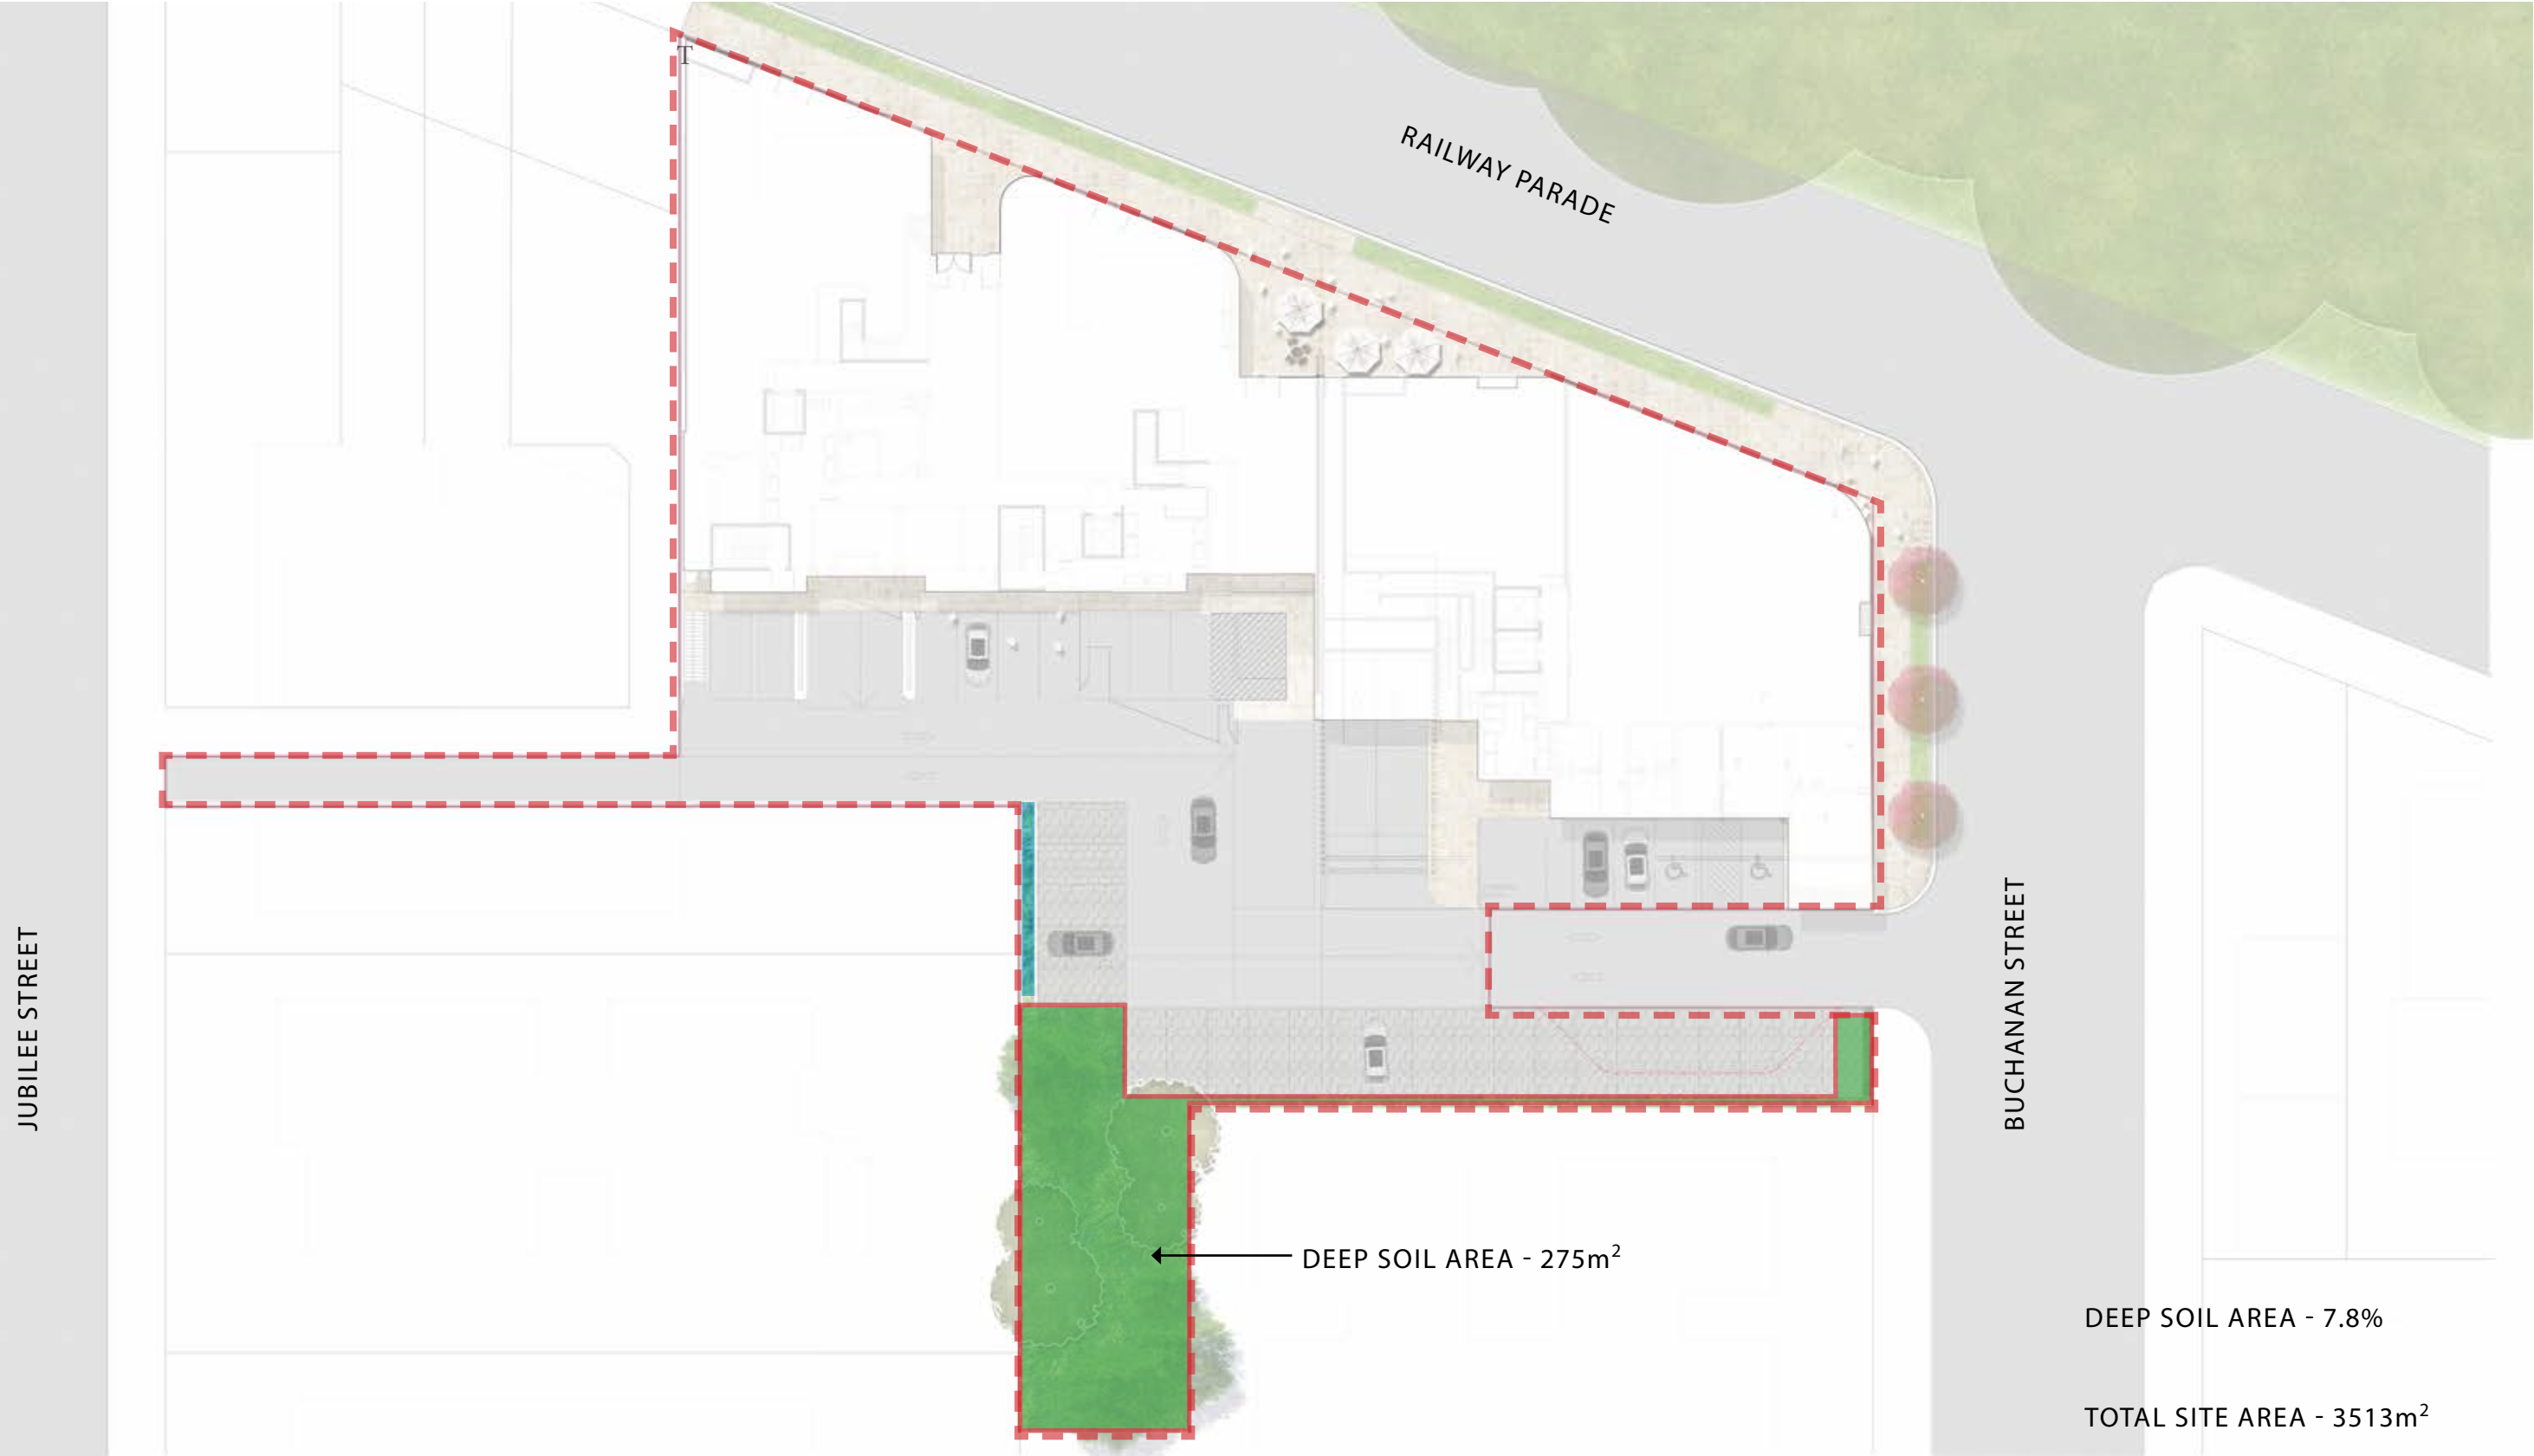 T
RAILWAY PARADE
JUBILEE STREET
BUCHANAN STREET
DEEP SOIL AREA - 275m²
DEEP SOIL AREA - 7.8%
TOTAL SITE AREA - 3513m²